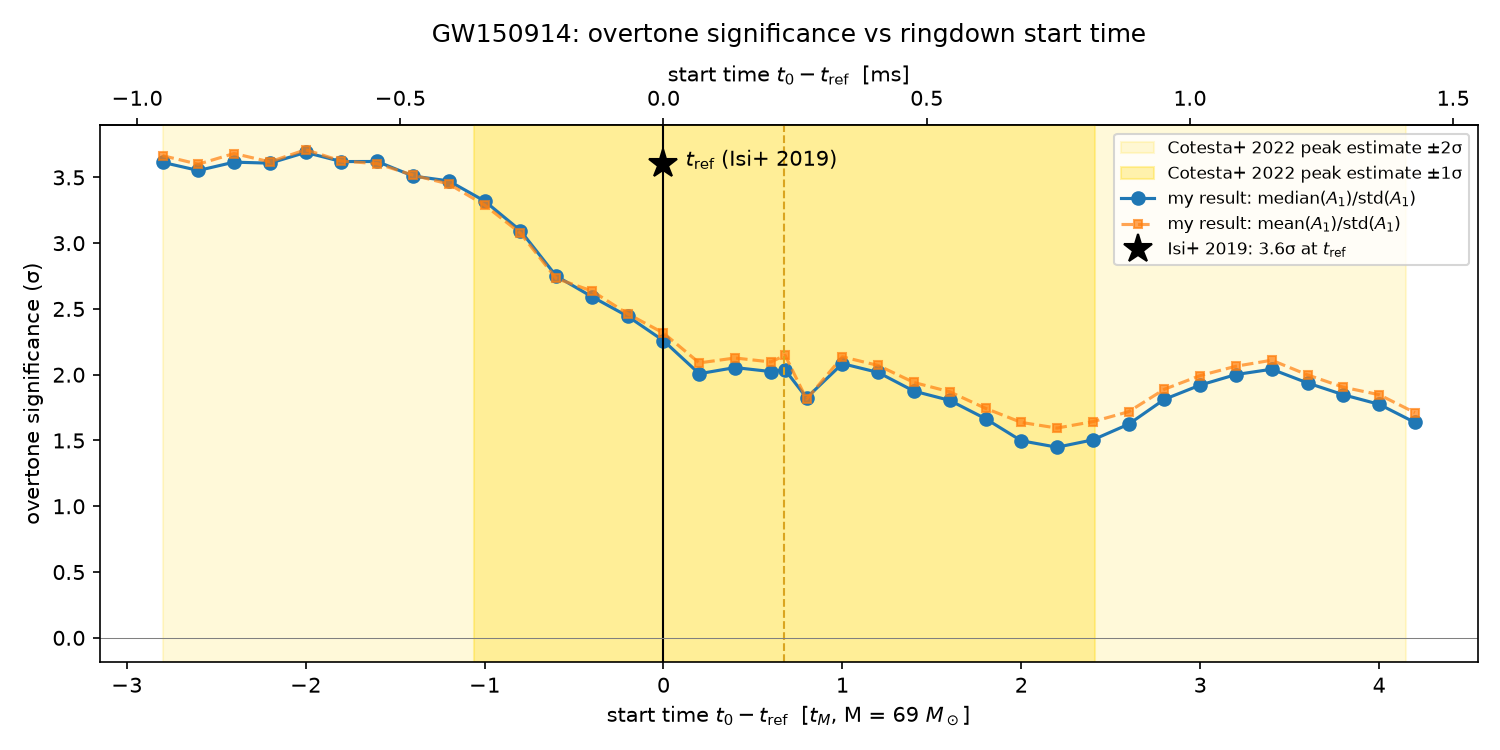 GW150914: overtone significance vs ringdown start time
start time t₀ − t_ref [ms]
−1.0 −0.5 0.0 0.5 1.0 1.5
t_ref (Isi+ 2019)
Cotesta+ 2022 peak estimate ±2σ
Cotesta+ 2022 peak estimate ±1σ
my result: median(A₁)/std(A₁)
my result: mean(A₁)/std(A₁)
Isi+ 2019: 3.6σ at t_ref
overtone significance (σ)
3.5
3.0
2.5
2.0
1.5
1.0
0.5
0.0
−3 −2 −1 0 1 2 3 4
start time t₀ − t_ref [t_M, M = 69 M_⊙]